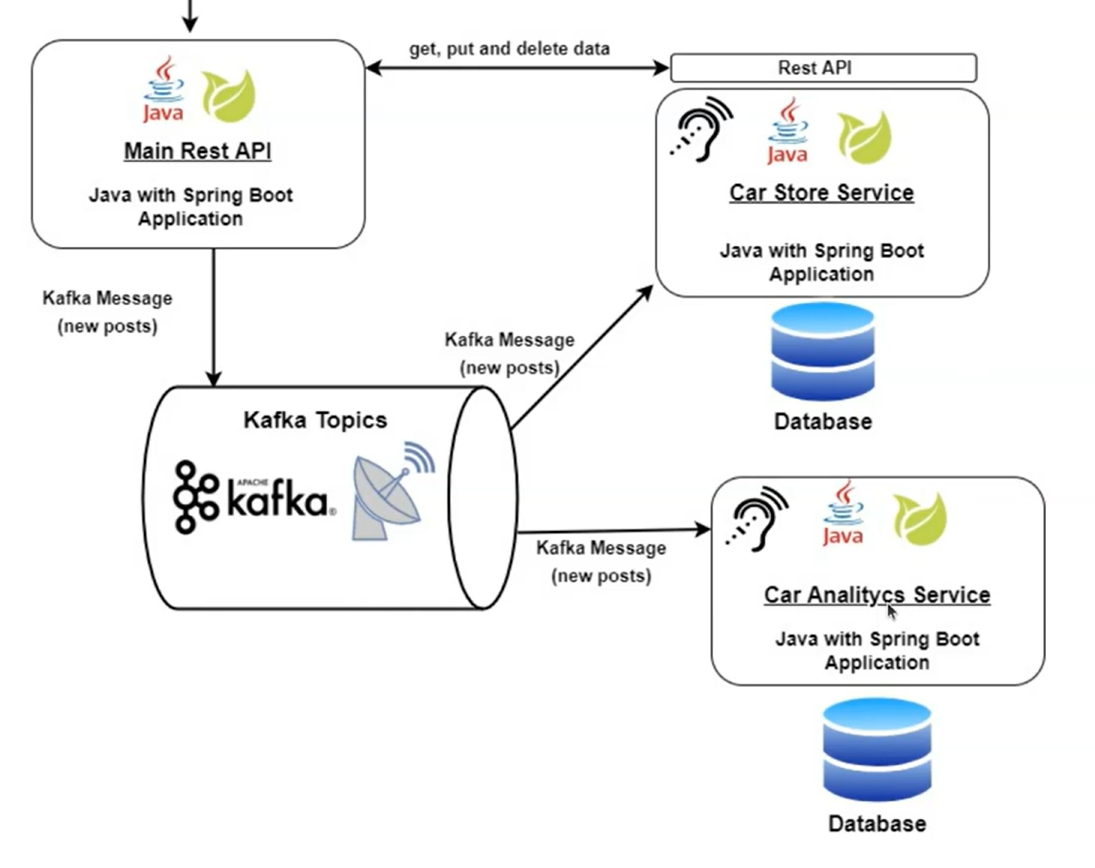 get, put and delete data
Rest API
Java
Main Rest API
Java with Spring Boot
Application
Java
Car Store Service
Java with Spring Boot
Application
Kafka Message
(new posts)
Kafka Message
(new posts)
Database
Kafka Topics
APACHE
kafka®
Kafka Message
(new posts)
Java
Car Analitycs Service
Java with Spring Boot
Application
Database